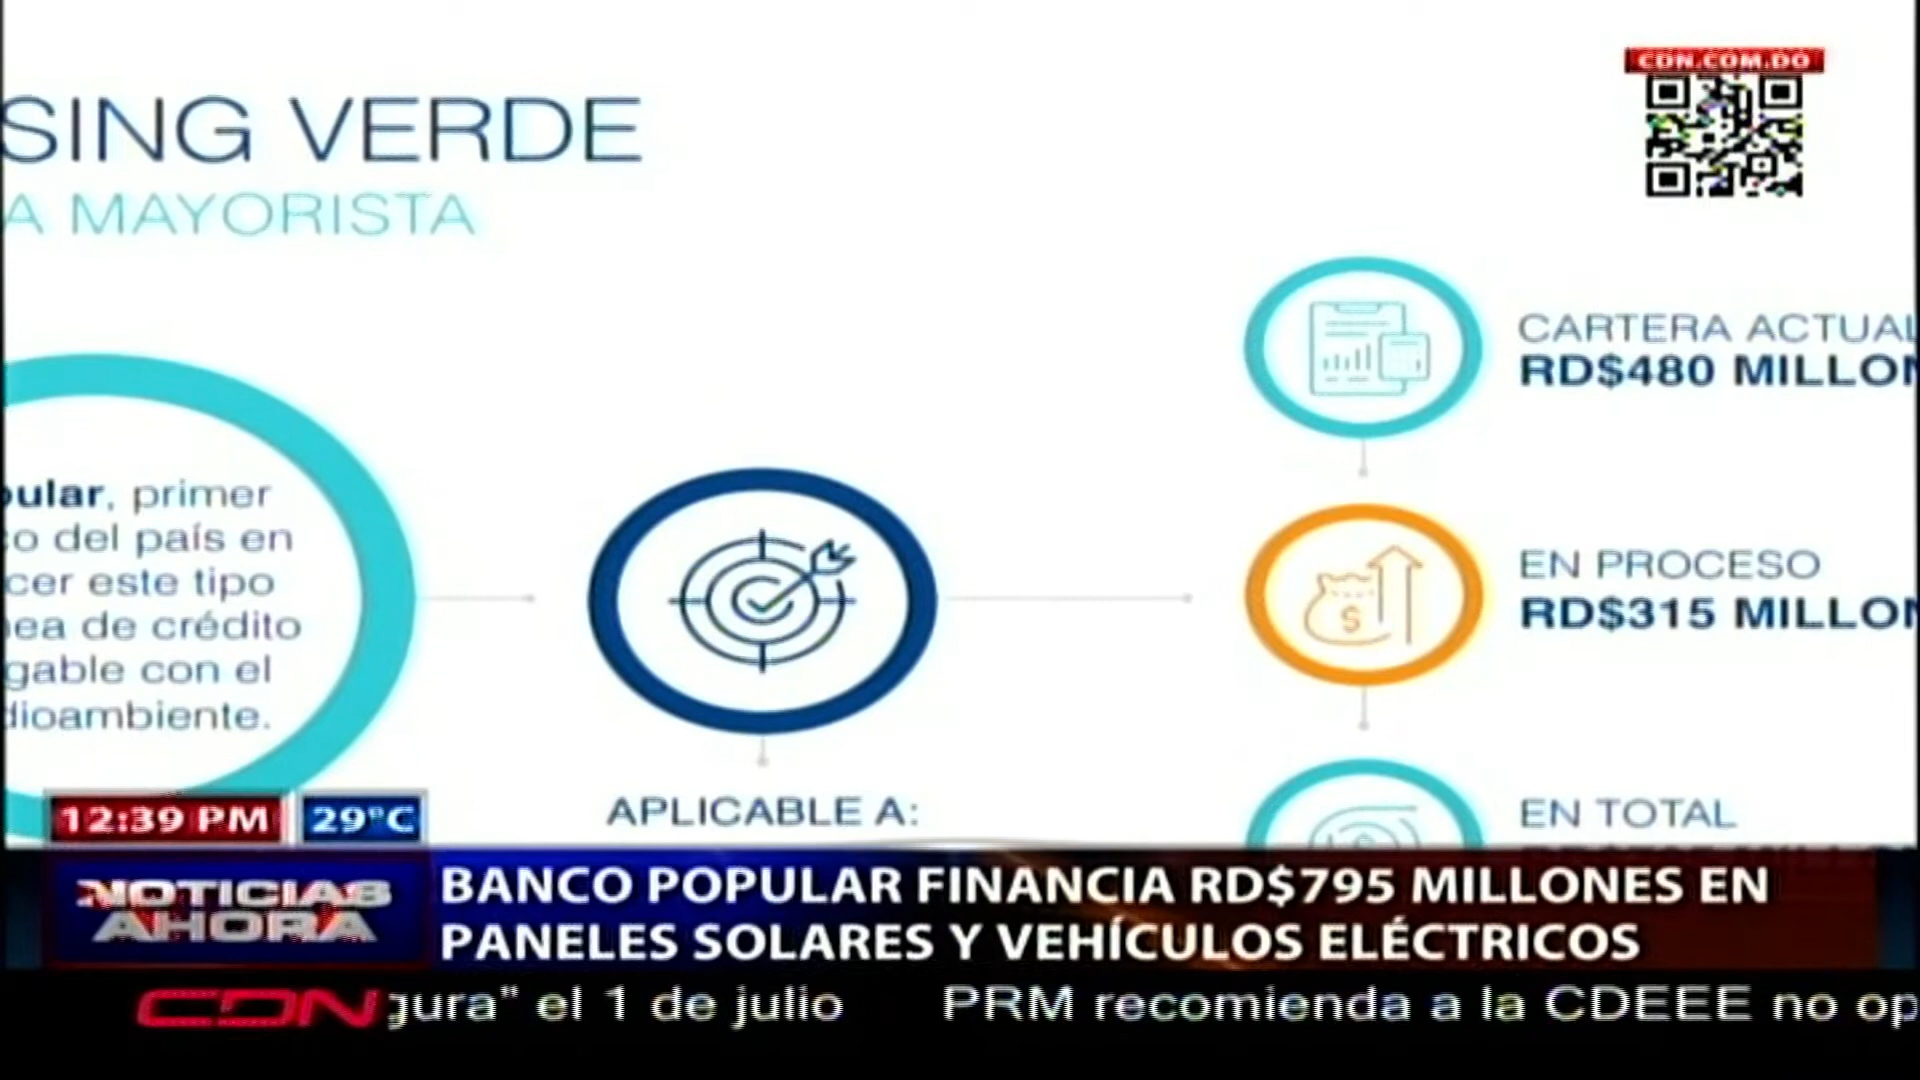 CDN.COM.DO
SING VERDE
A MAYORISTA
CARTERA ACTUAL
RD$480 MILLON
pular, primer
co del país en
cer este tipo
ea de crédito
gable con el
dioambiente.
$
EN PROCESO
RD$315 MILLON
APLICABLE A:
EN TOTAL
12:39 PM 29°C
NOTICIAS
AHORA
BANCO POPULAR FINANCIA RD$795 MILLONES EN
PANELES SOLARES Y VEHÍCULOS ELÉCTRICOS
CDN gura" el 1 de julio PRM recomienda a la CDEEE no op